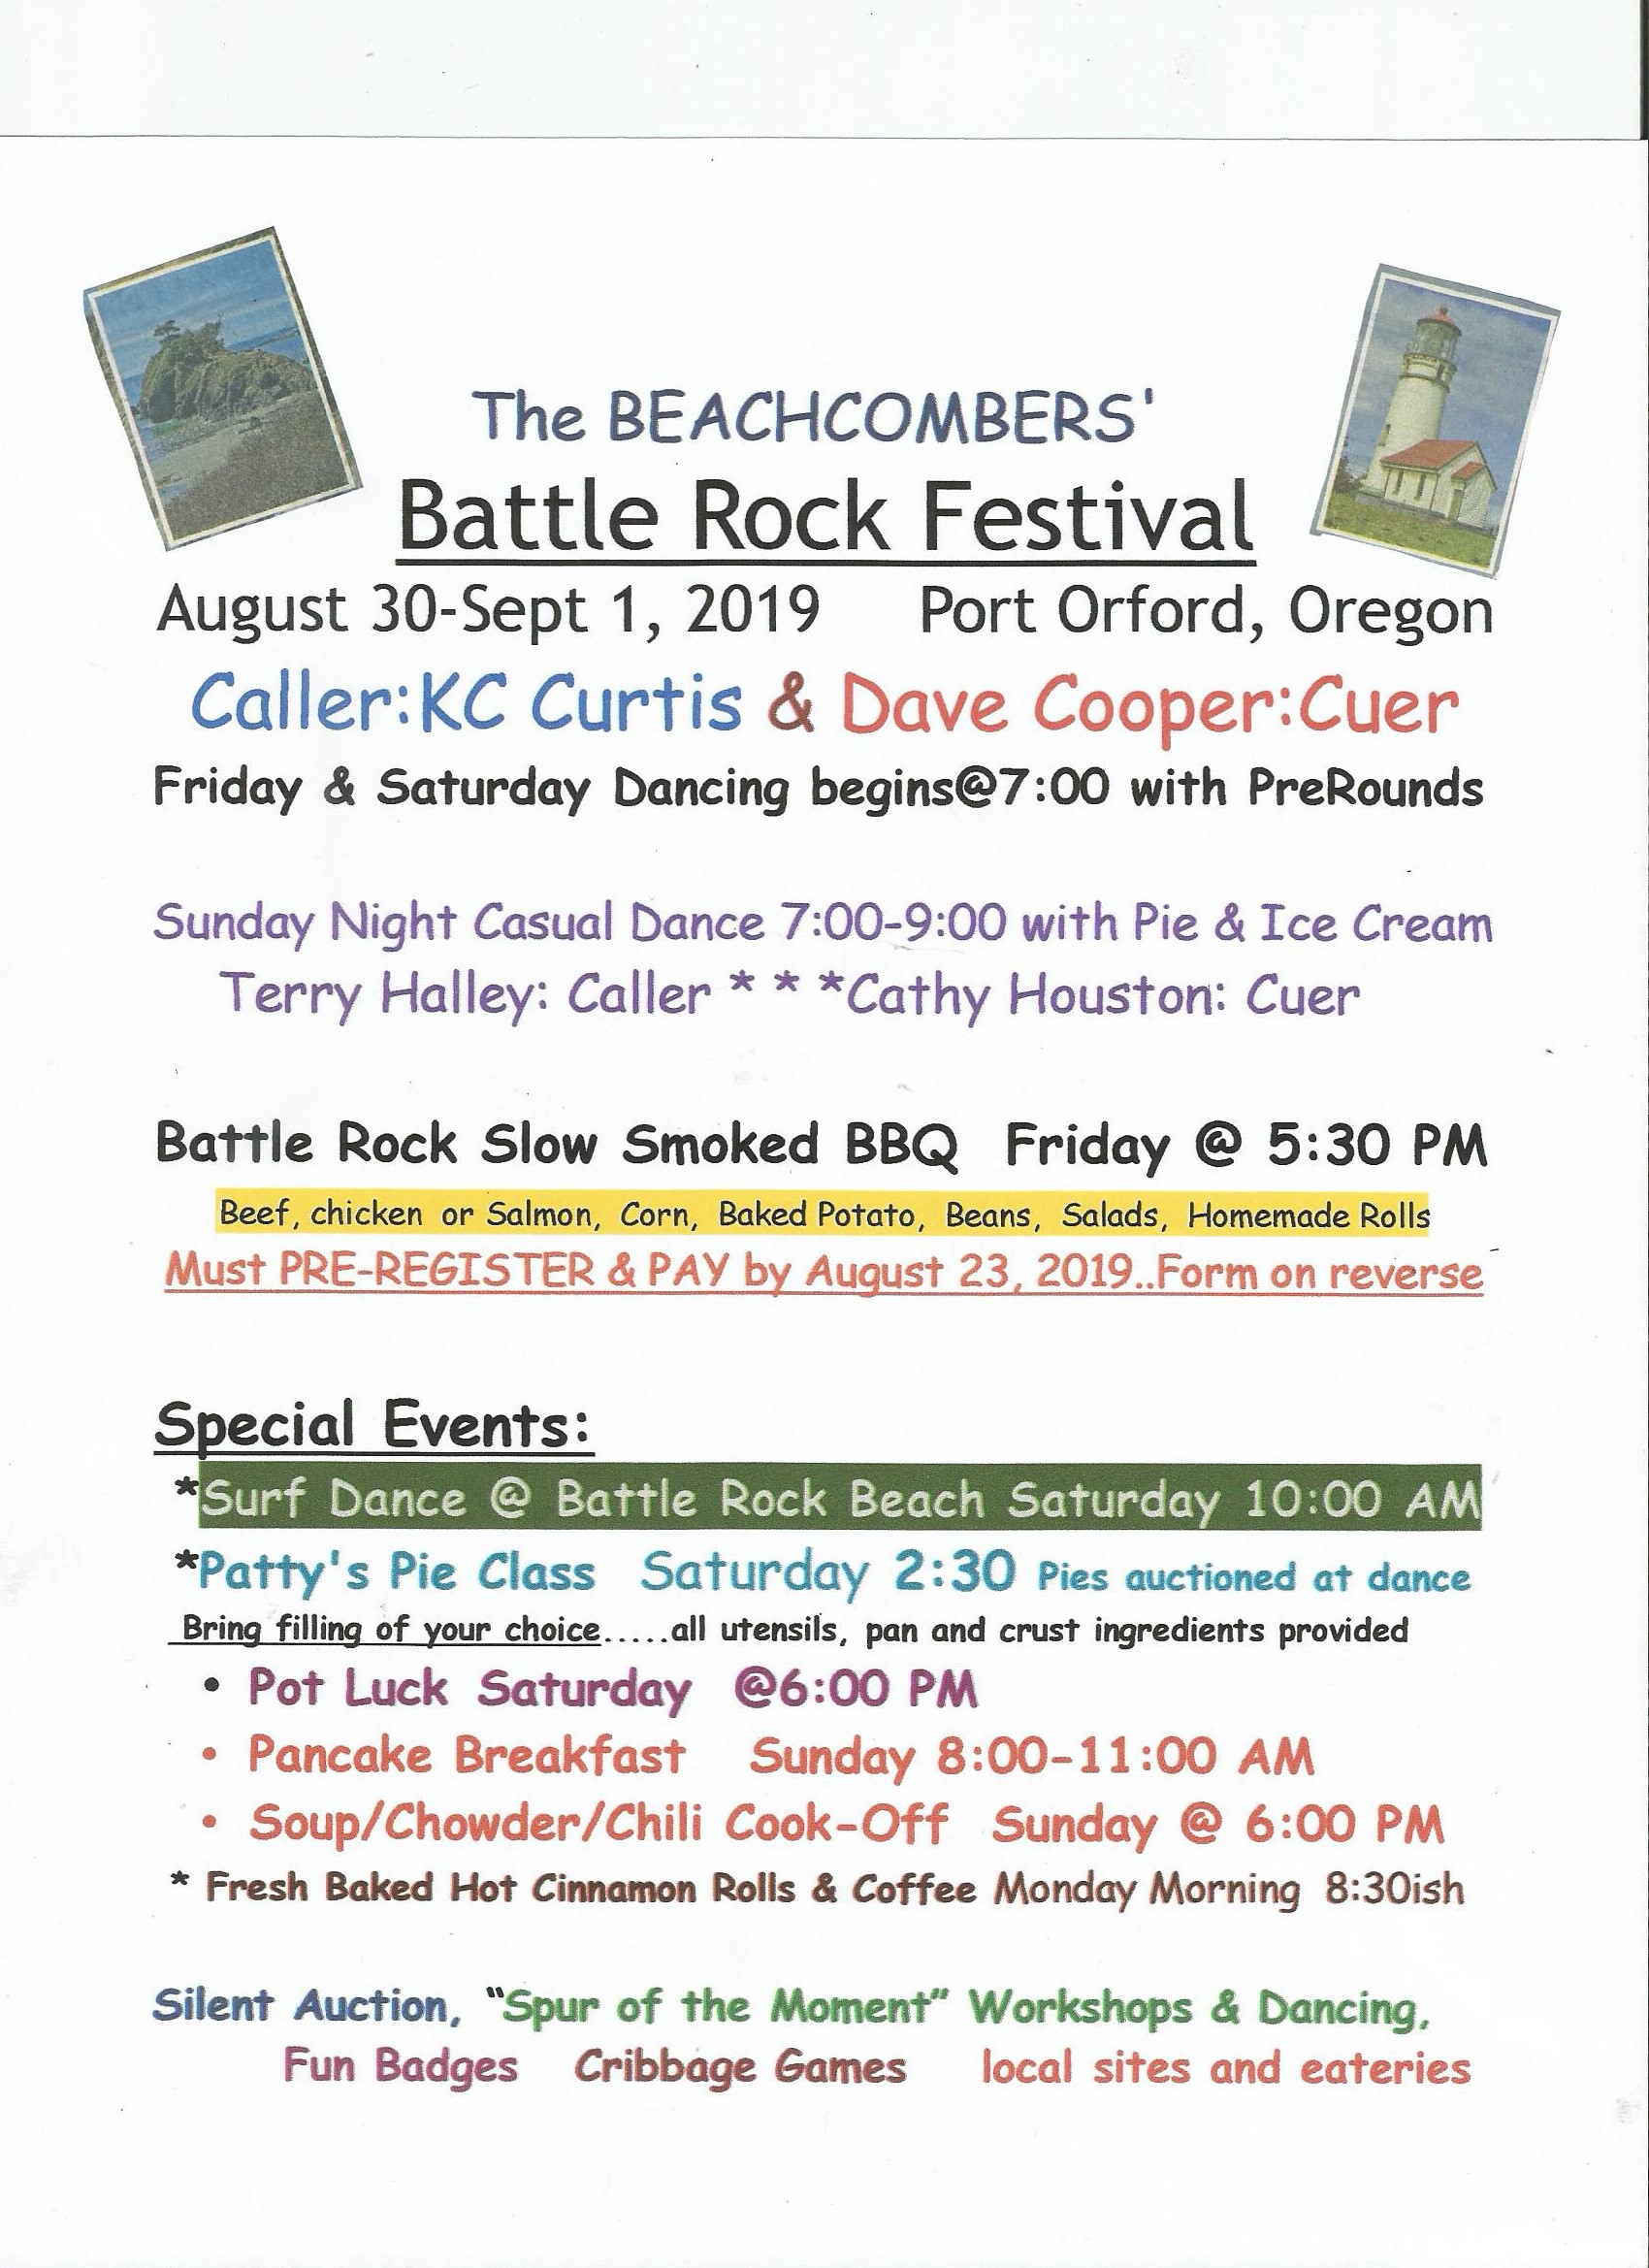 The BEACHCOMBERS'
Battle Rock Festival
August 30-Sept 1, 2019 Port Orford, Oregon
Caller:KC Curtis & Dave Cooper:Cuer
Friday & Saturday Dancing begins@7:00 with PreRounds
Sunday Night Casual Dance 7:00-9:00 with Pie & Ice Cream
Terry Halley: Caller * * *Cathy Houston: Cuer
Battle Rock Slow Smoked BBQ Friday @ 5:30 PM
Beef, chicken or Salmon, Corn, Baked Potato, Beans, Salads, Homemade Rolls
Must PRE-REGISTER & PAY by August 23, 2019..Form on reverse
Special Events:
*Surf Dance @ Battle Rock Beach Saturday 10:00 AM
*Patty's Pie Class Saturday 2:30 Pies auctioned at dance
Bring filling of your choice.....all utensils, pan and crust ingredients provided
• Pot Luck Saturday @6:00 PM
• Pancake Breakfast Sunday 8:00-11:00 AM
• Soup/Chowder/Chili Cook-Off Sunday @ 6:00 PM
* Fresh Baked Hot Cinnamon Rolls & Coffee Monday Morning 8:30ish
Silent Auction, "Spur of the Moment" Workshops & Dancing,
Fun Badges Cribbage Games local sites and eateries